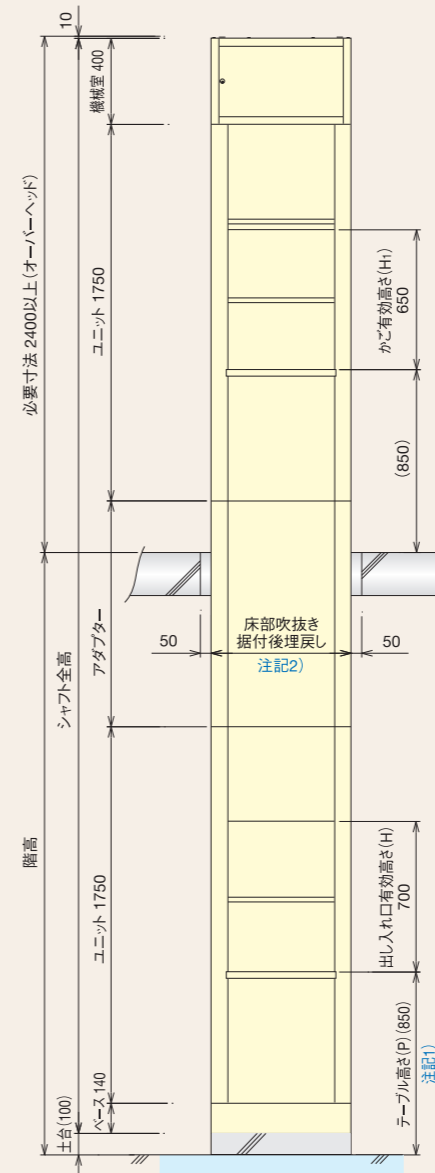 10
機械室 400
必要寸法 2400以上(オーバーヘッド)
ユニット 1750
かご有効高さ(H1)
650
(850)
50
床部吹抜き
据付後埋戻し
注記2)
50
アダプター
シャフト全高
階高
ユニット 1750
出し入れ口有効高さ(H)
700
テーブル高さ(P)(850)
注記1)
ベース 140
土台(100)